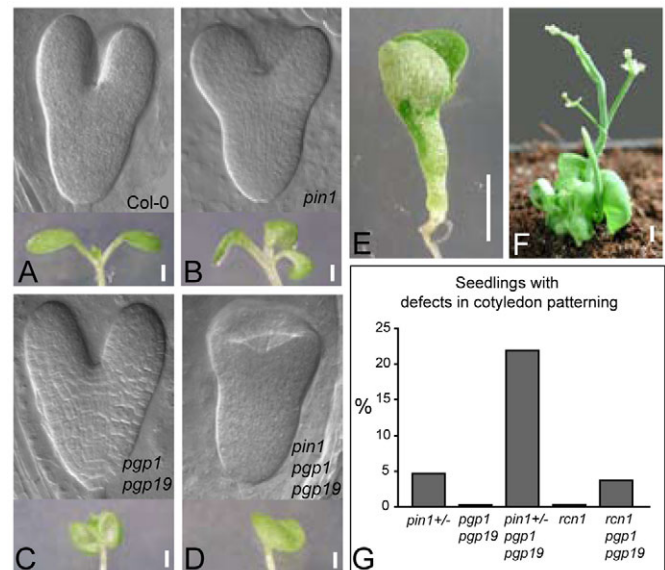 Col-0
A
pin1
B
pgp1
pgp19
C
pin1
pgp1
pgp19
D
E
F
Seedlings with
defects in cotyledon patterning
25
20
15
10
5
0
%
pin1+/-
pgp1
pgp19
pin1+/-
pgp1
pgp19
rcn1
rcn1
pgp1
pgp19
G